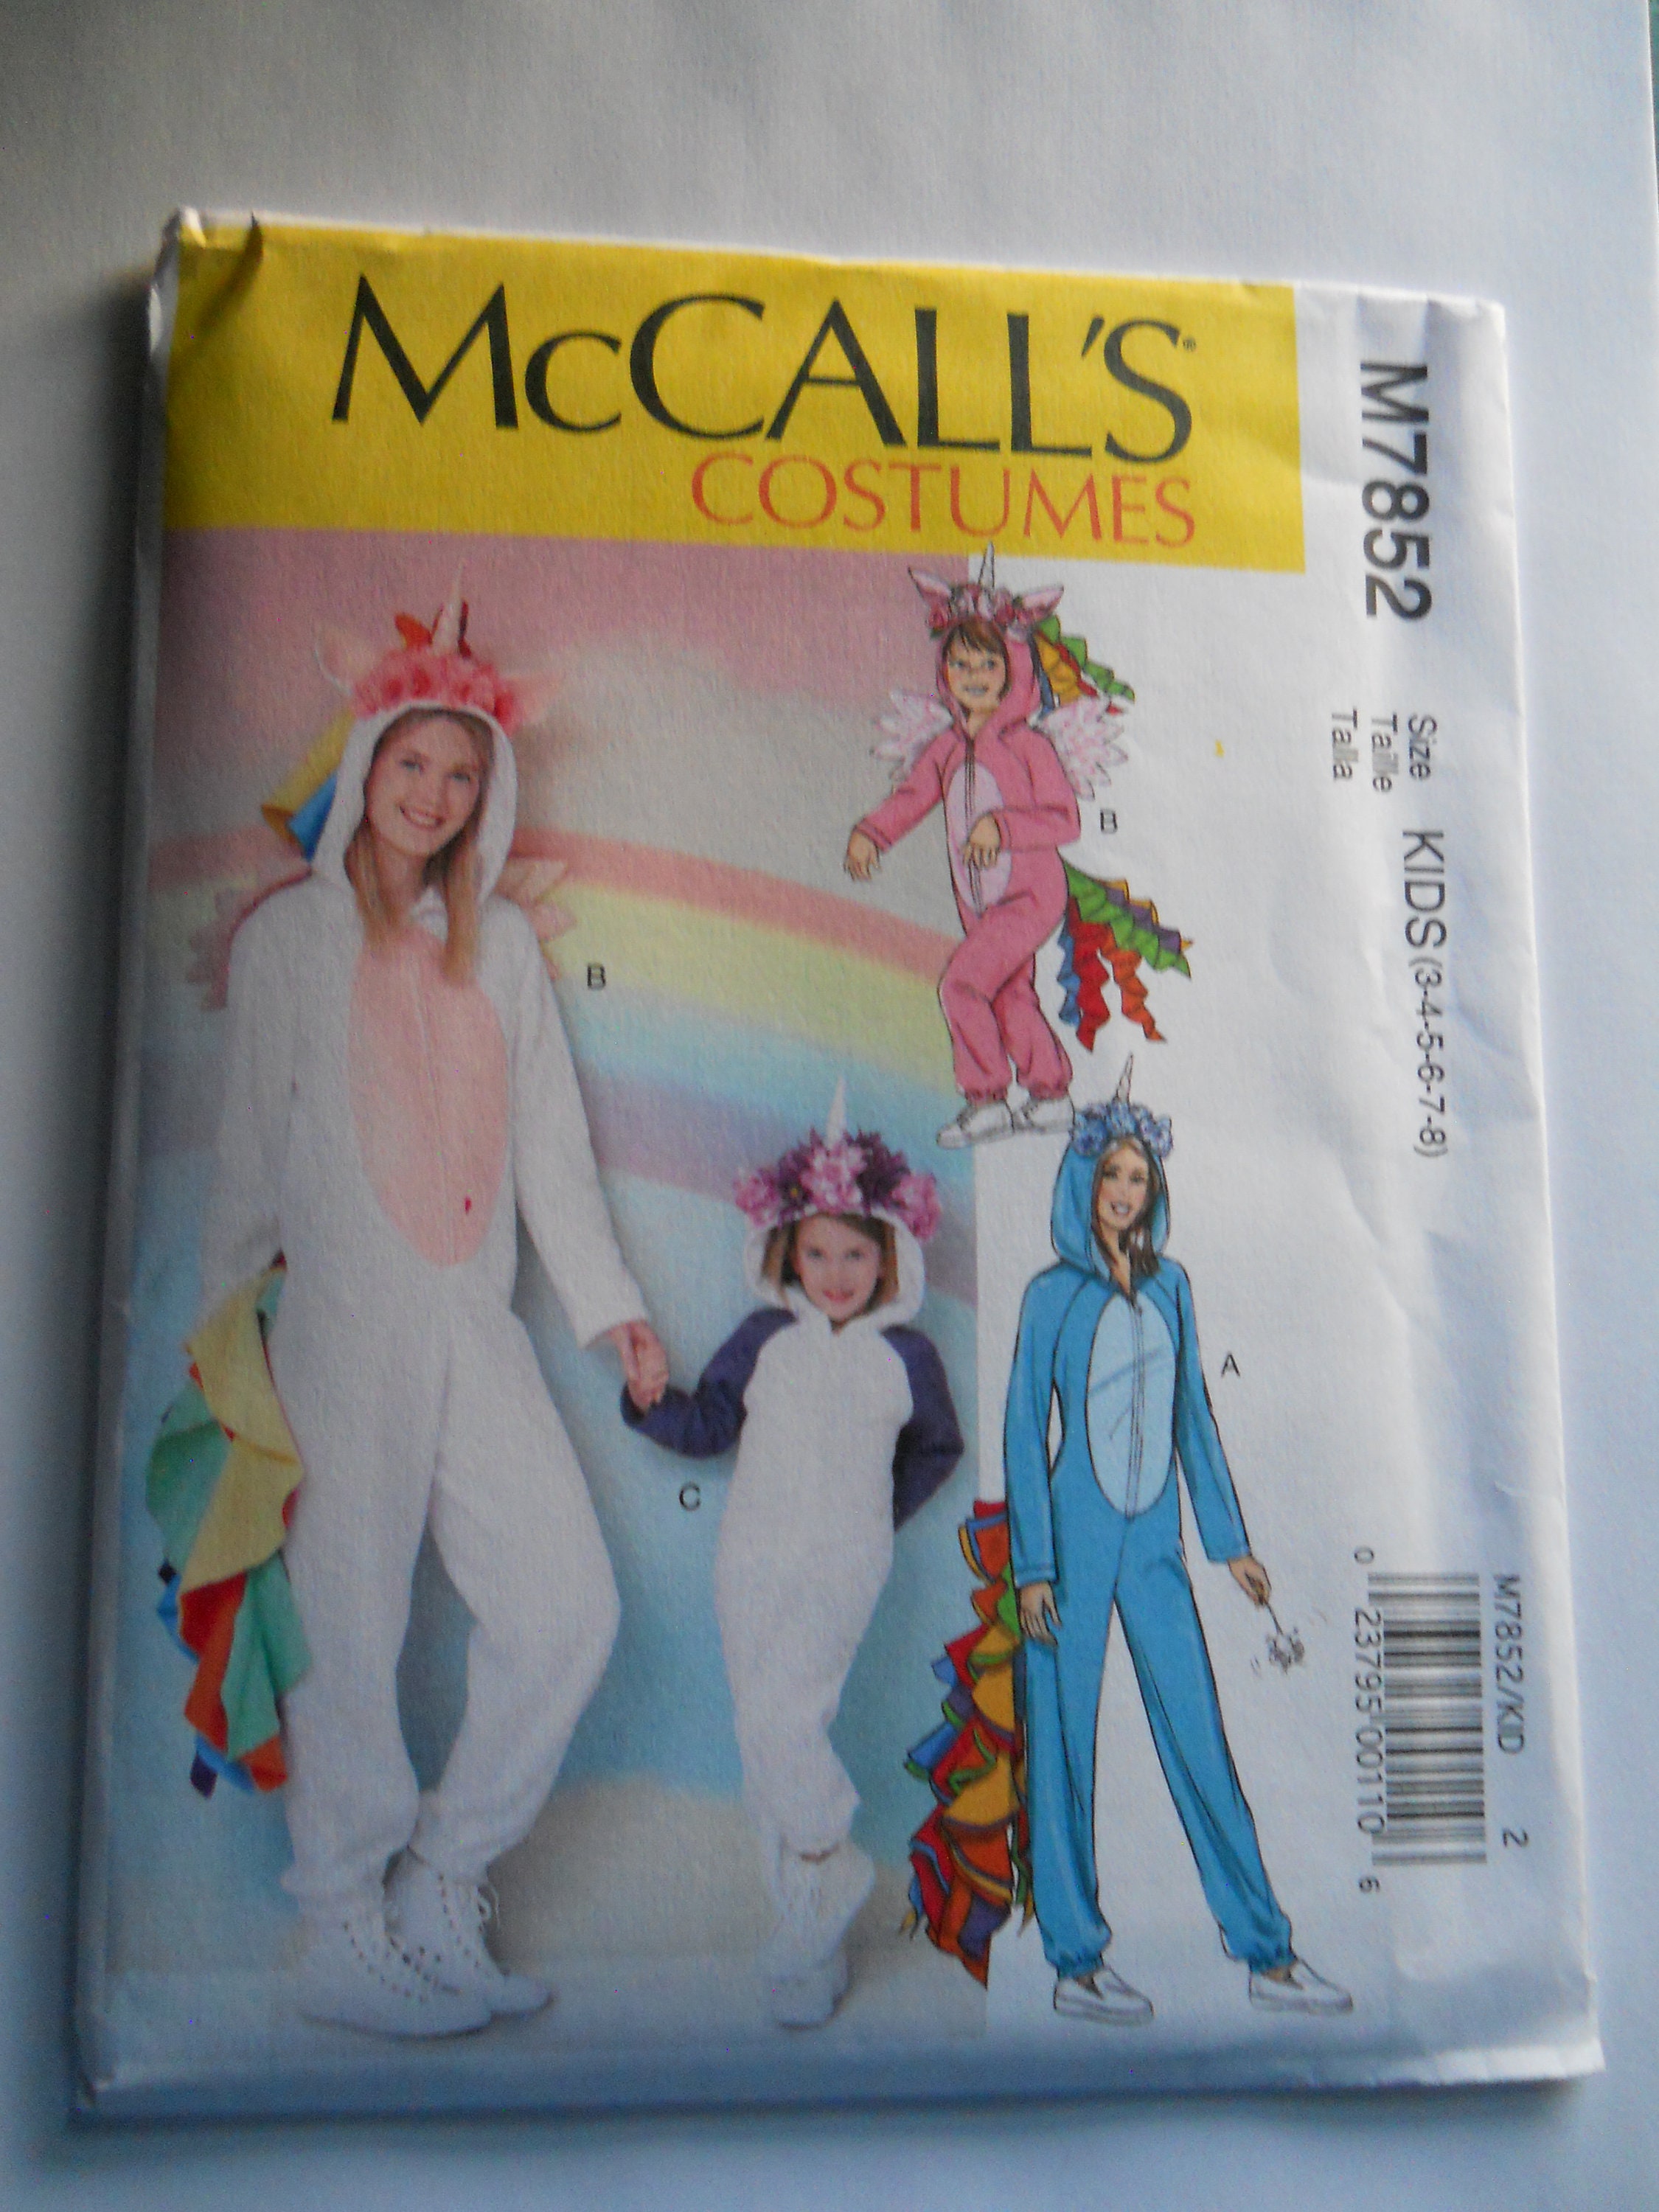 McCALL'S®
COSTUMES
M7852
Size KIDS (3-4-5-6-7-8)
Taille
Talla
B
B
C
A
M7852/KID 2
0 23795 00110 6